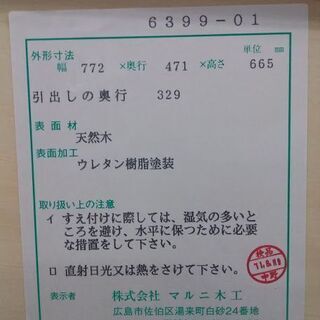 6399-01
外形寸法 単位 ㎜
幅 772 ×奥行 471 ×高さ 665
引出しの奥行 329
表面材
天然木
表面加工
ウレタン樹脂塗装
取り扱い上の注意
イ すえ付けに際しては、湿気の多いと
ころを避け、水平に保つために必要
な措置をして下さい。
ロ 直射日光又は熱をさけて下さい。
検品
表示者 株式会社 マルニ木工
広島市佐伯区湯来町白砂24番地